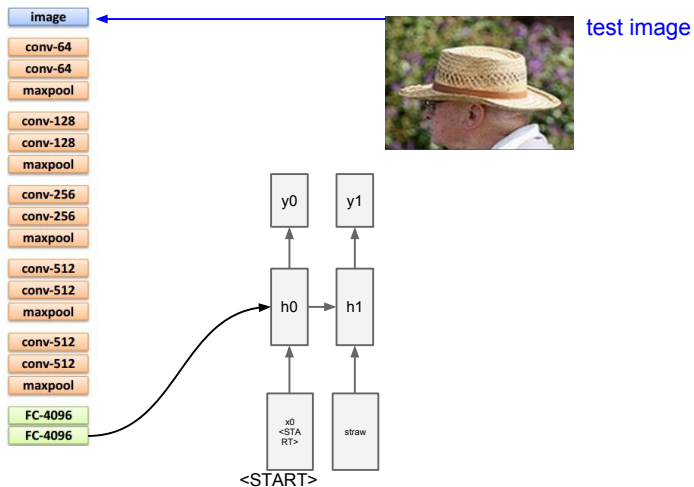 image
test image
conv-64
conv-64
maxpool
conv-128
conv-128
maxpool
conv-256
conv-256
maxpool
conv-512
conv-512
maxpool
conv-512
conv-512
maxpool
FC-4096
FC-4096
y0
y1
h0
h1
x0
<STA
RT>
straw
<START>